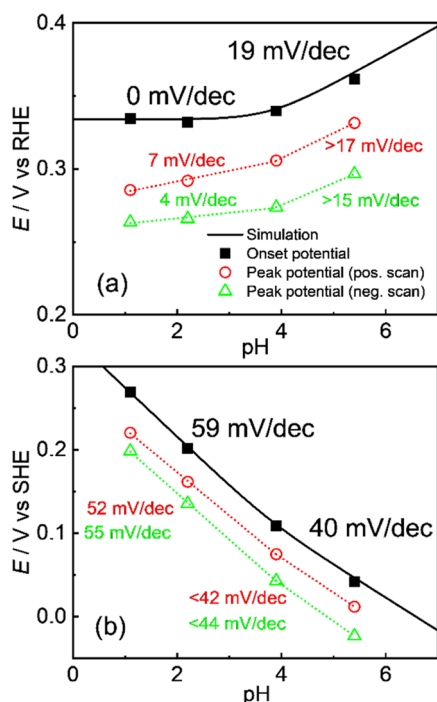 0.4
19 mV/dec
0 mV/dec
E / V vs RHE
0.3
7 mV/dec
>17 mV/dec
4 mV/dec
>15 mV/dec
Simulation
Onset potential
Peak potential (pos. scan)
Peak potential (neg. scan)
(a)
0.2
0 2 4 6
pH
0.3
59 mV/dec
E / V vs SHE
0.2
40 mV/dec
52 mV/dec
55 mV/dec
0.1
<42 mV/dec
<44 mV/dec
0.0
(b)
0 2 4 6
pH